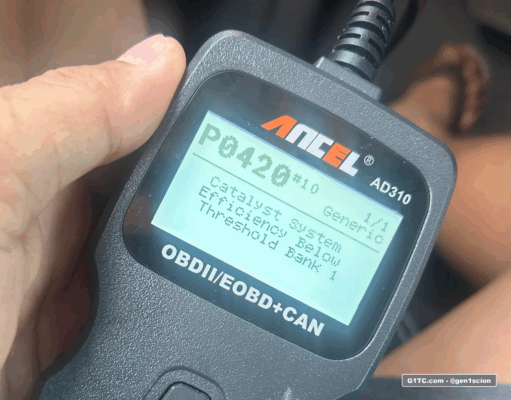 ANCEL®
AD310
P0420 #10 1/1
Generic
Catalyst System
Efficiency Below
Threshold Bank 1
OBDII/EOBD+CAN
G1TC.com - @gen1scion